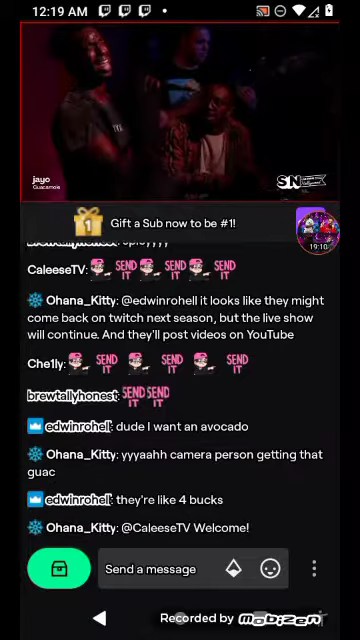 12:19 AM
jayo
Guacamole
SN
1
Gift a Sub now to be #1!
19:10
CaleeseTV: SEND IT SEND IT SEND IT
Ohana_Kitty: @edwinrohell it looks like they might
come back on twitch next season, but the live show
will continue. And they'll post videos on YouTube
Che1ly: SEND IT SEND IT SEND IT
brewtallyhonest: SEND IT SEND IT
edwinrohell: dude I want an avocado
Ohana_Kitty: yyyaahh camera person getting that
guac
edwinrohell: they're like 4 bucks
Ohana_Kitty: @CaleeseTV Welcome!
Send a message
Recorded by mobizen